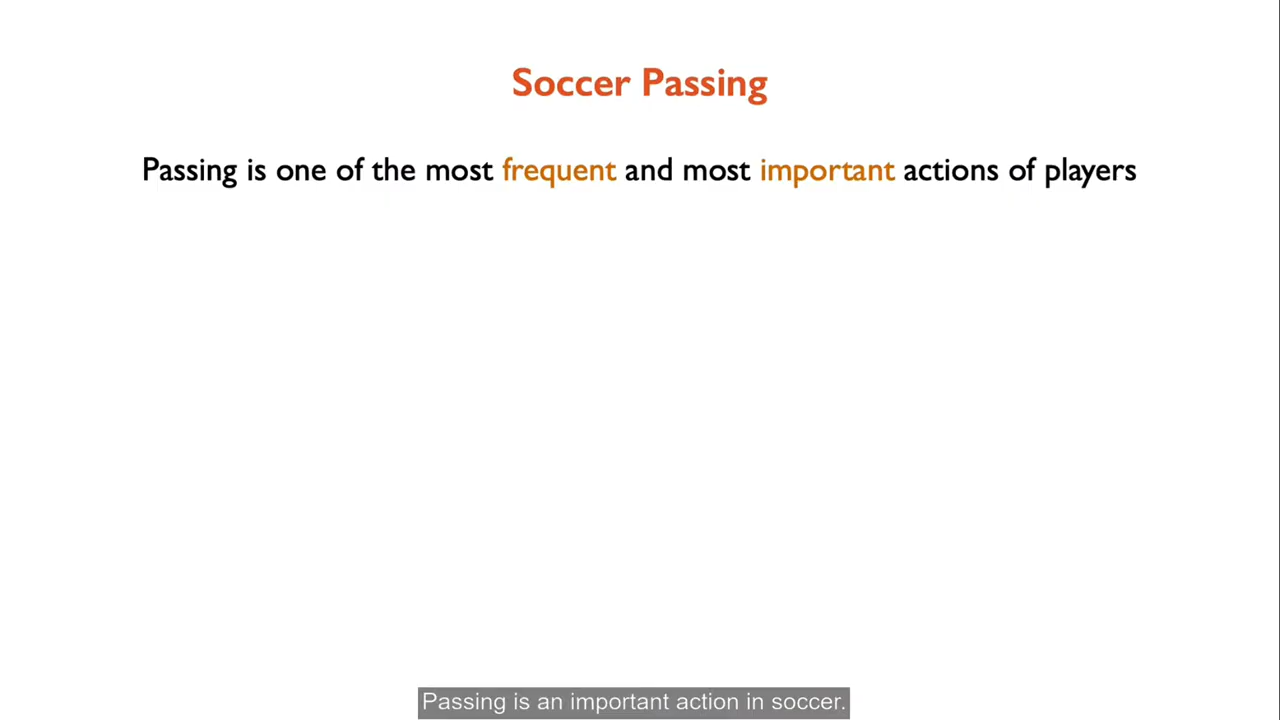 Soccer Passing
Passing is one of the most frequent and most important actions of players
Passing is an important action in soccer.